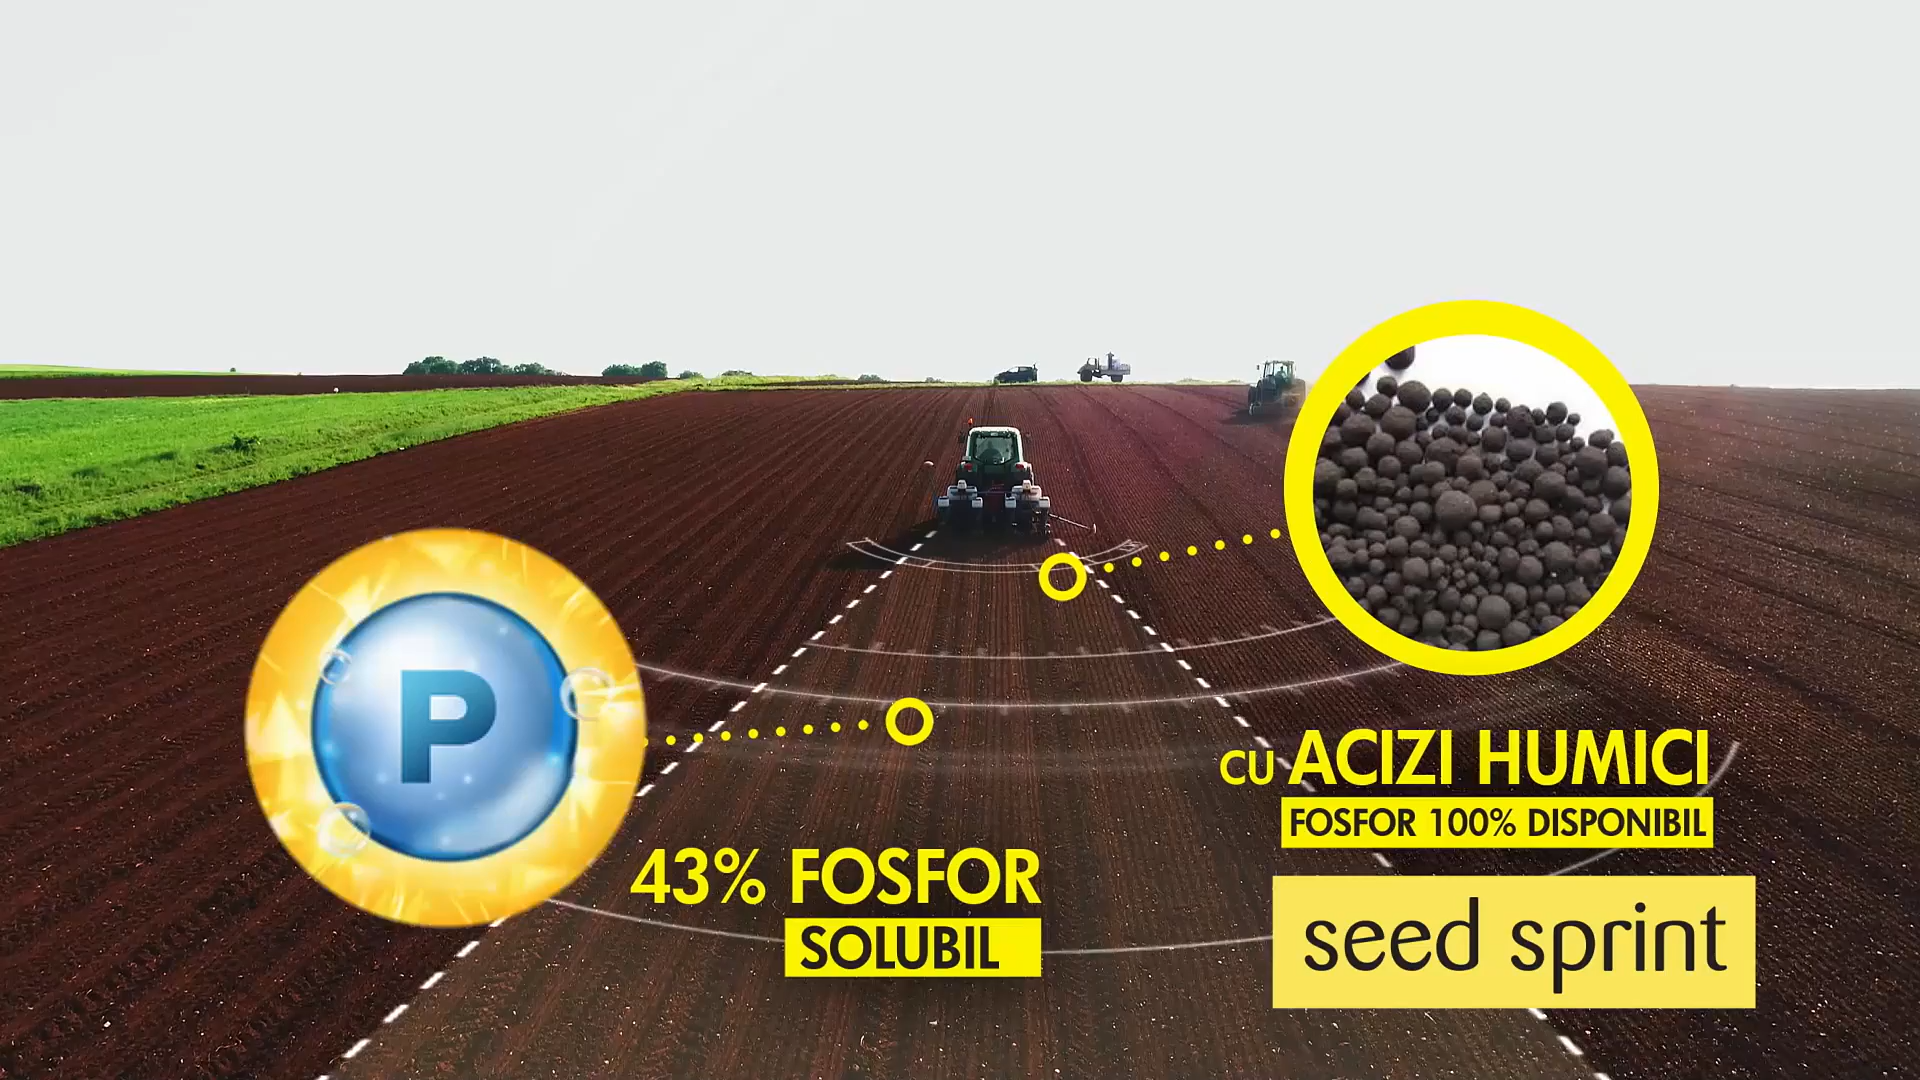 P
43% FOSFOR
SOLUBIL
CU ACIZI HUMICI
FOSFOR 100% DISPONIBIL
seed sprint